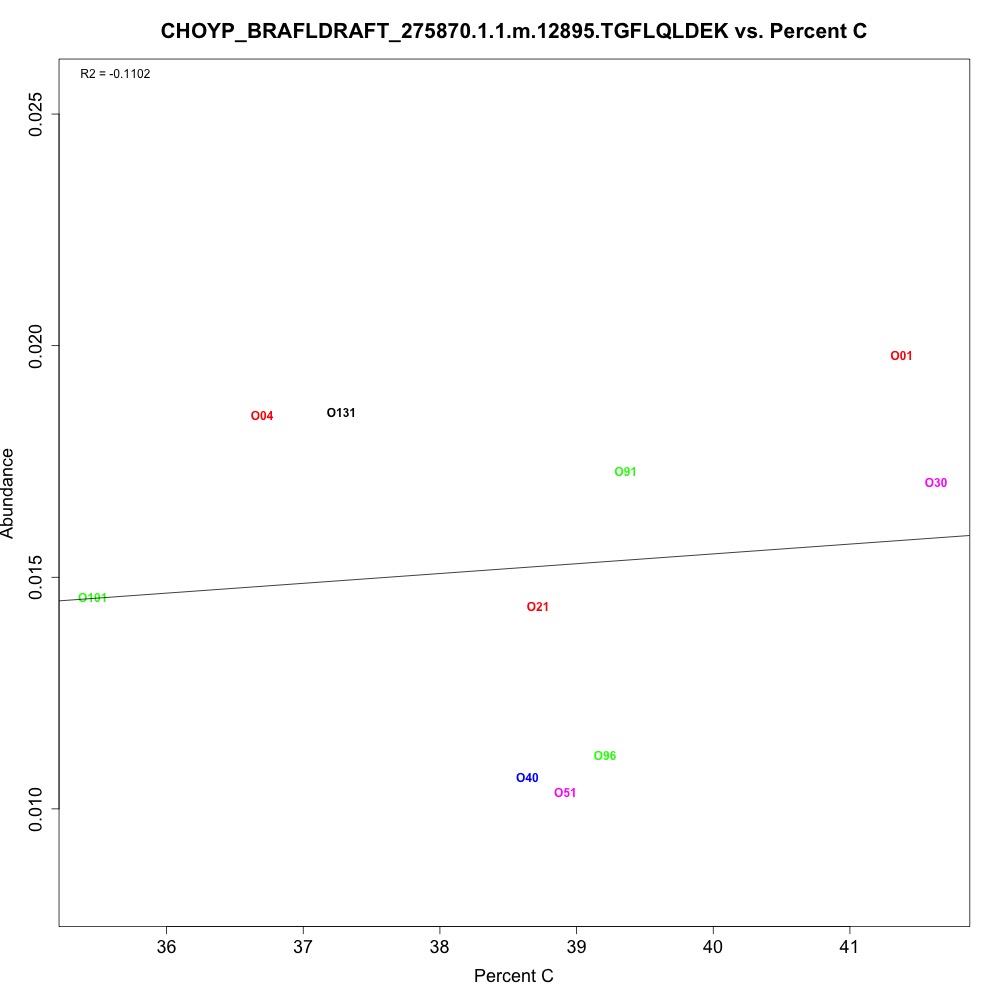 CHOYP_BRAFLDRAFT_275870.1.1.m.12895.TGFLQLDEK vs. Percent C
R2 = -0.1102
0.025
0.020
0.015
0.010
Abundance
O01
O04
O131
O91
O30
O101
O21
O96
O40
O51
36 37 38 39 40 41
Percent C